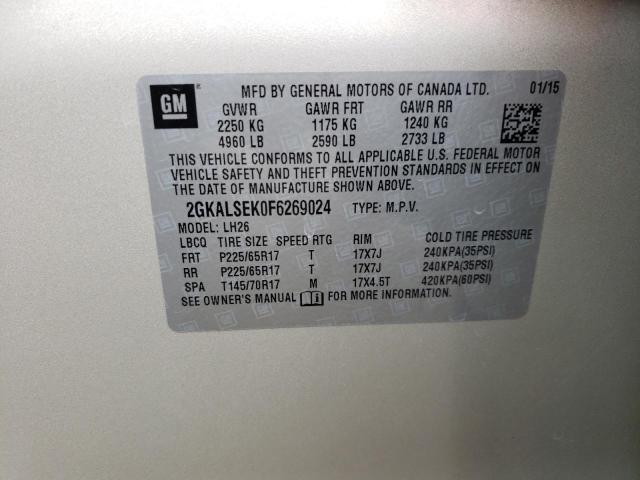 GM
MFD BY GENERAL MOTORS OF CANADA LTD. 01/15
GVWR GAWR FRT GAWR RR
2250 KG 1175 KG 1240 KG
4960 LB 2590 LB 2733 LB
THIS VEHICLE CONFORMS TO ALL APPLICABLE U.S. FEDERAL MOTOR
VEHICLE SAFETY AND THEFT PREVENTION STANDARDS IN EFFECT ON
THE DATE OF MANUFACTURE SHOWN ABOVE.
2GKALSEK0F6269024 TYPE: M.P.V.
MODEL: LH26
LBCQ TIRE SIZE SPEED RTG RIM COLD TIRE PRESSURE
FRT P225/65R17 T 17X7J 240KPA(35PSI)
RR P225/65R17 T 17X7J 240KPA(35PSI)
SPA T145/70R17 M 17X4.5T 420KPA(60PSI)
SEE OWNER'S MANUAL FOR MORE INFORMATION.